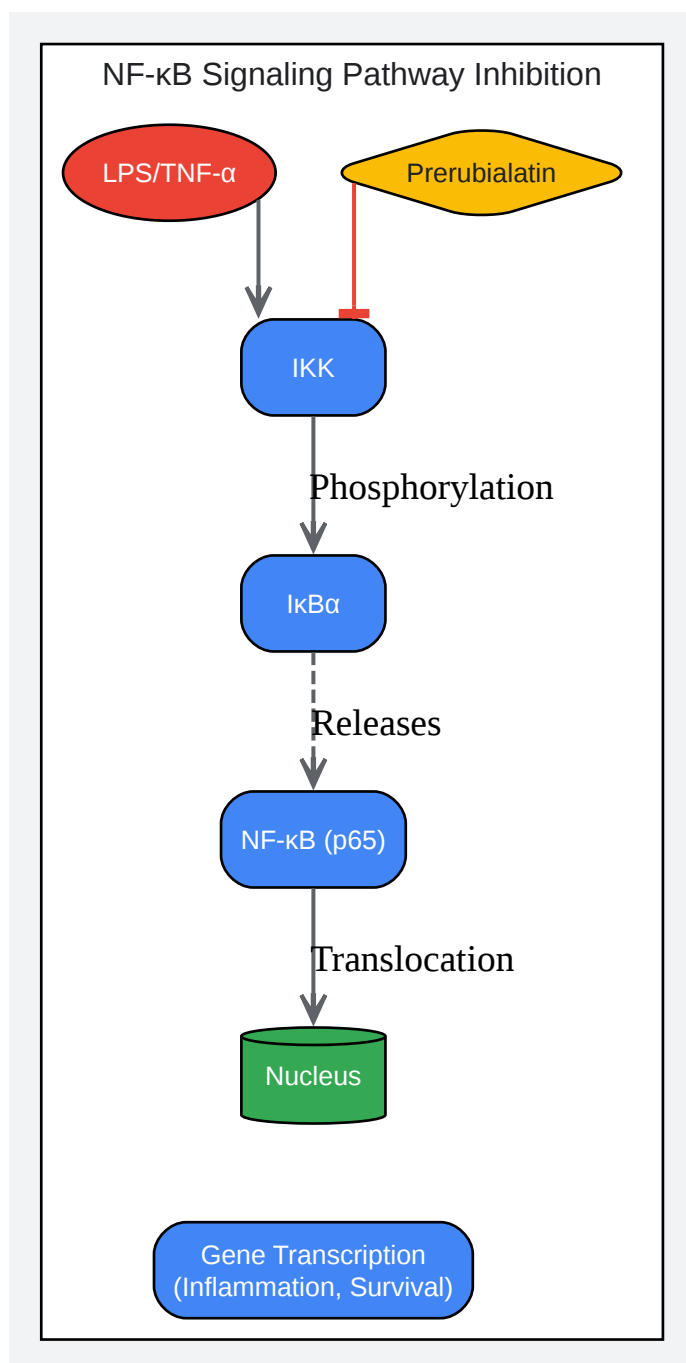 NF-κB Signaling Pathway Inhibition
LPS/TNF-α
Prerubialatin
IKK
Phosphorylation
IκBα
Releases
NF-κB (p65)
Translocation
Nucleus
Gene Transcription
(Inflammation, Survival)